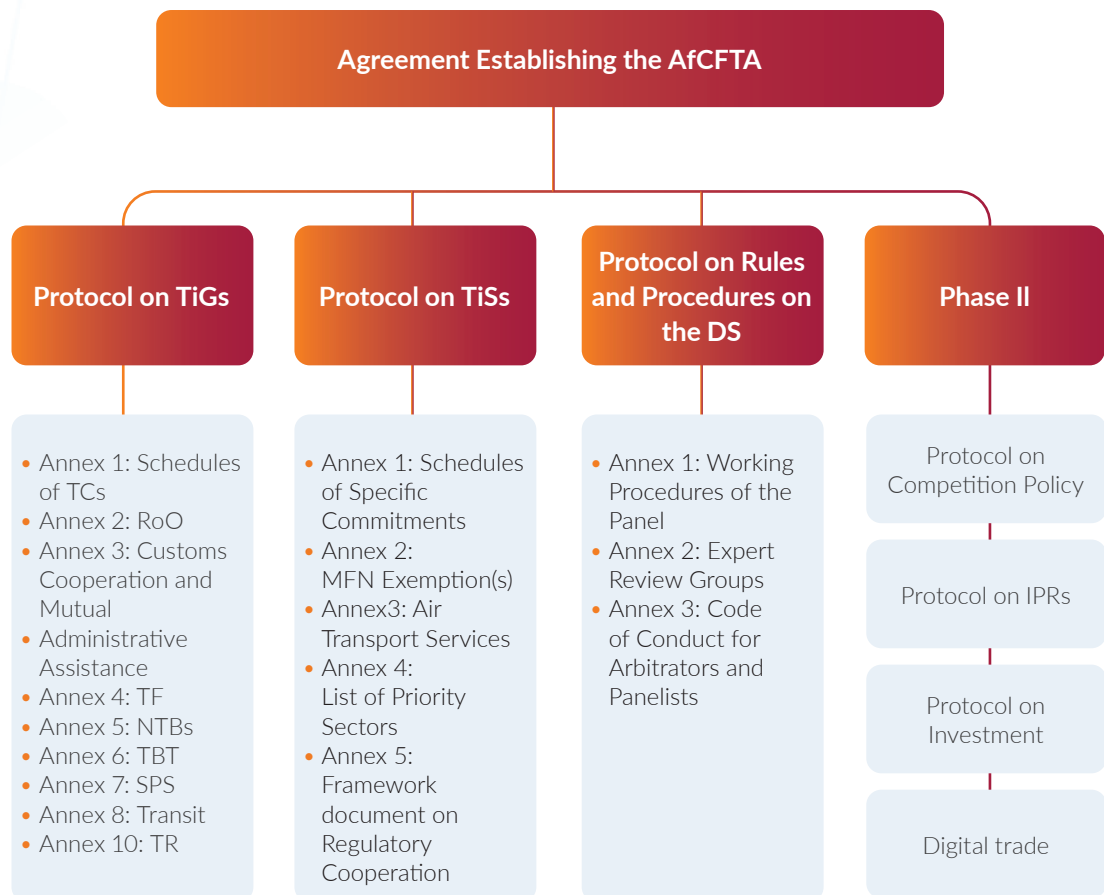 Agreement Establishing the AfCFTA
Protocol on TiGs
• Annex 1: Schedules
of TCs
• Annex 2: RoO
• Annex 3: Customs
Cooperation and
Mutual
• Administrative
Assistance
• Annex 4: TF
• Annex 5: NTBs
• Annex 6: TBT
• Annex 7: SPS
• Annex 8: Transit
• Annex 10: TR
Protocol on TiSs
• Annex 1: Schedules
of Specific
Commitments
• Annex 2:
MFN Exemption(s)
• Annex3: Air
Transport Services
• Annex 4:
List of Priority
Sectors
• Annex 5:
Framework
document on
Regulatory
Cooperation
Protocol on Rules
and Procedures on
the DS
• Annex 1: Working
Procedures of the
Panel
• Annex 2: Expert
Review Groups
• Annex 3: Code
of Conduct for
Arbitrators and
Panelists
Phase II
Protocol on
Competition Policy
Protocol on IPRs
Protocol on
Investment
Digital trade